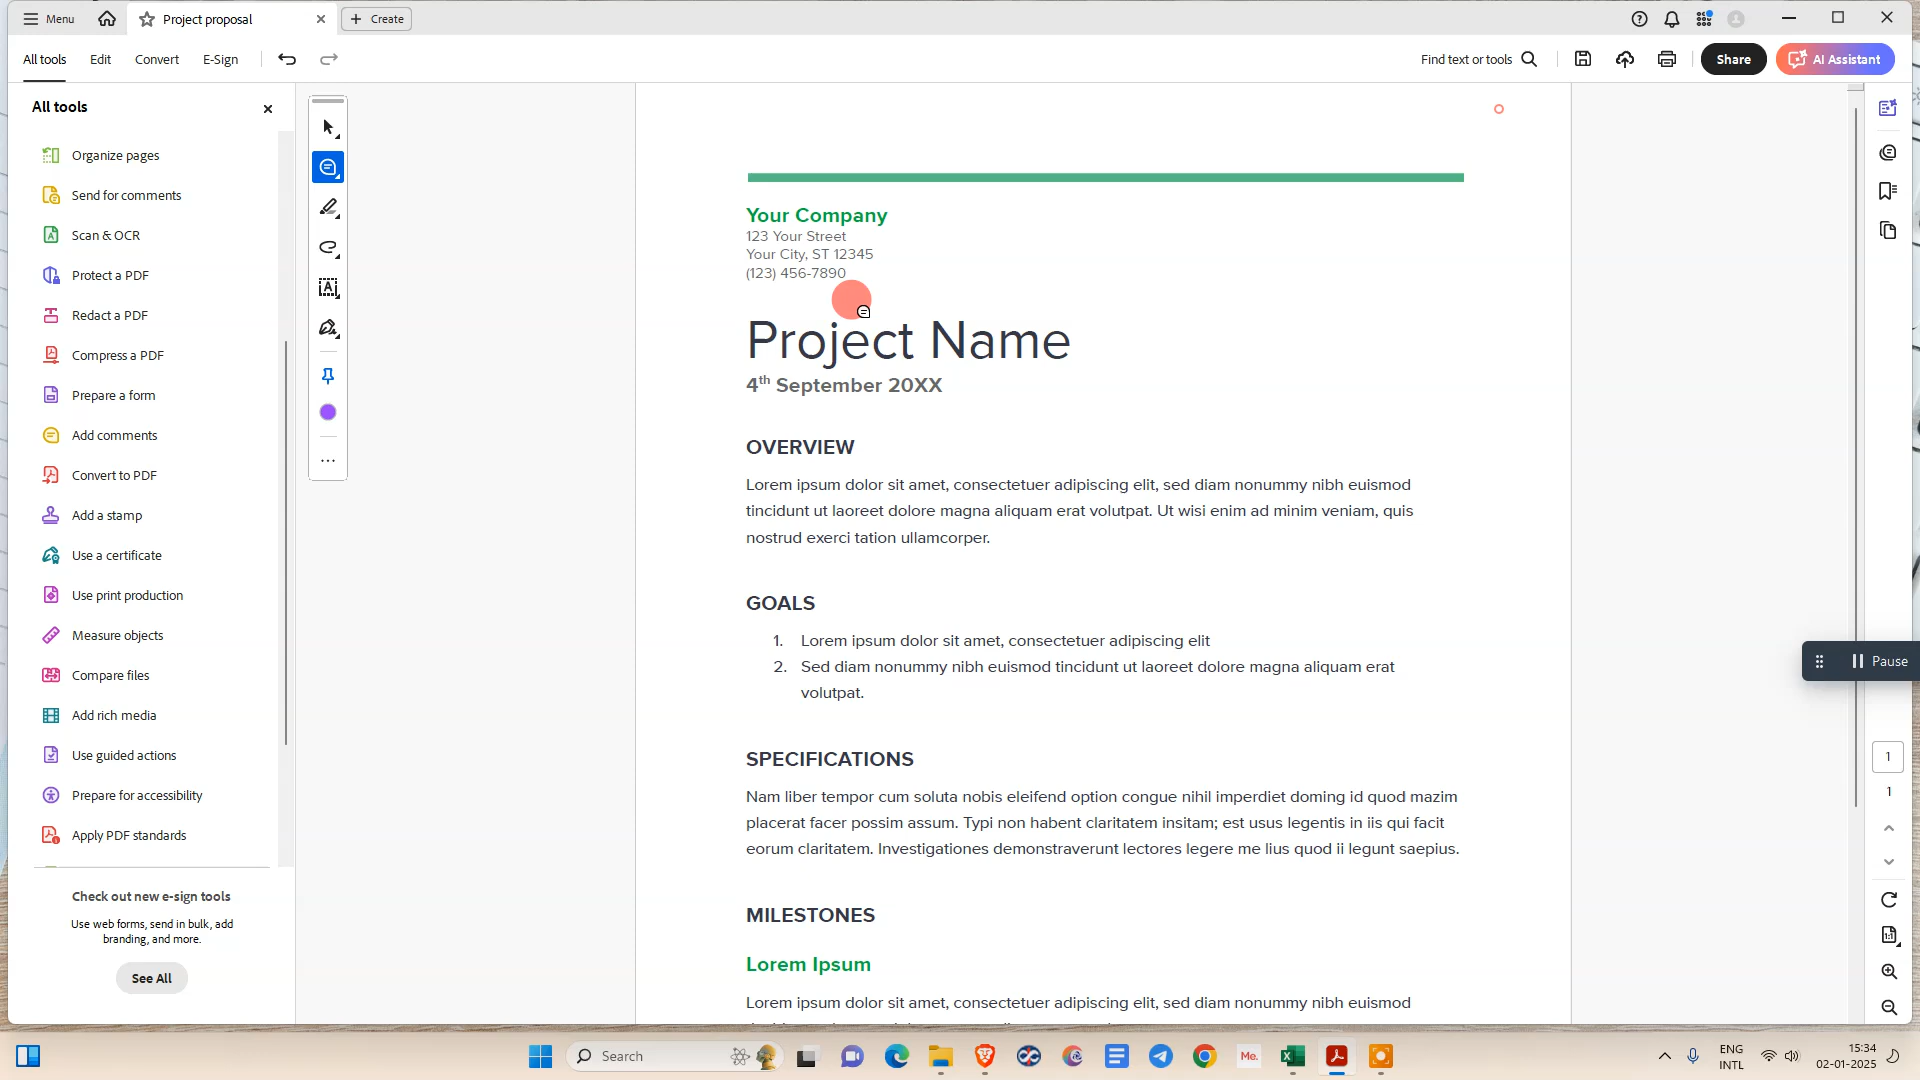 Menu
Project proposal
Create
All tools
Edit
Convert
E-Sign
Find text or tools
Share
AI Assistant
All tools
Organize pages
Send for comments
Scan & OCR
Protect a PDF
Redact a PDF
Compress a PDF
Prepare a form
Add comments
Convert to PDF
Add a stamp
Use a certificate
Use print production
Measure objects
Compare files
Add rich media
Use guided actions
Prepare for accessibility
Apply PDF standards
Check out new e-sign tools
Use web forms, send in bulk, add
branding, and more.
See All
Your Company
123 Your Street
Your City, ST 12345
(123) 456-7890
Project Name
4th September 20XX
OVERVIEW
Lorem ipsum dolor sit amet, consectetuer adipiscing elit, sed diam nonummy nibh euismod
tincidunt ut laoreet dolore magna aliquam erat volutpat. Ut wisi enim ad minim veniam, quis
nostrud exerci tation ullamcorper.
GOALS
1. Lorem ipsum dolor sit amet, consectetuer adipiscing elit
2. Sed diam nonummy nibh euismod tincidunt ut laoreet dolore magna aliquam erat
volutpat.
SPECIFICATIONS
Nam liber tempor cum soluta nobis eleifend option congue nihil imperdiet doming id quod mazim
placerat facer possim assum. Typi non habent claritatem insitam; est usus legentis in iis qui facit
eorum claritatem. Investigationes demonstraverunt lectores legere me lius quod ii legunt saepius.
MILESTONES
Lorem Ipsum
Lorem ipsum dolor sit amet, consectetuer adipiscing elit, sed diam nonummy nibh euismod
Pause
1
1
Search
Me.
ENG
INTL
15:34
02-01-2025